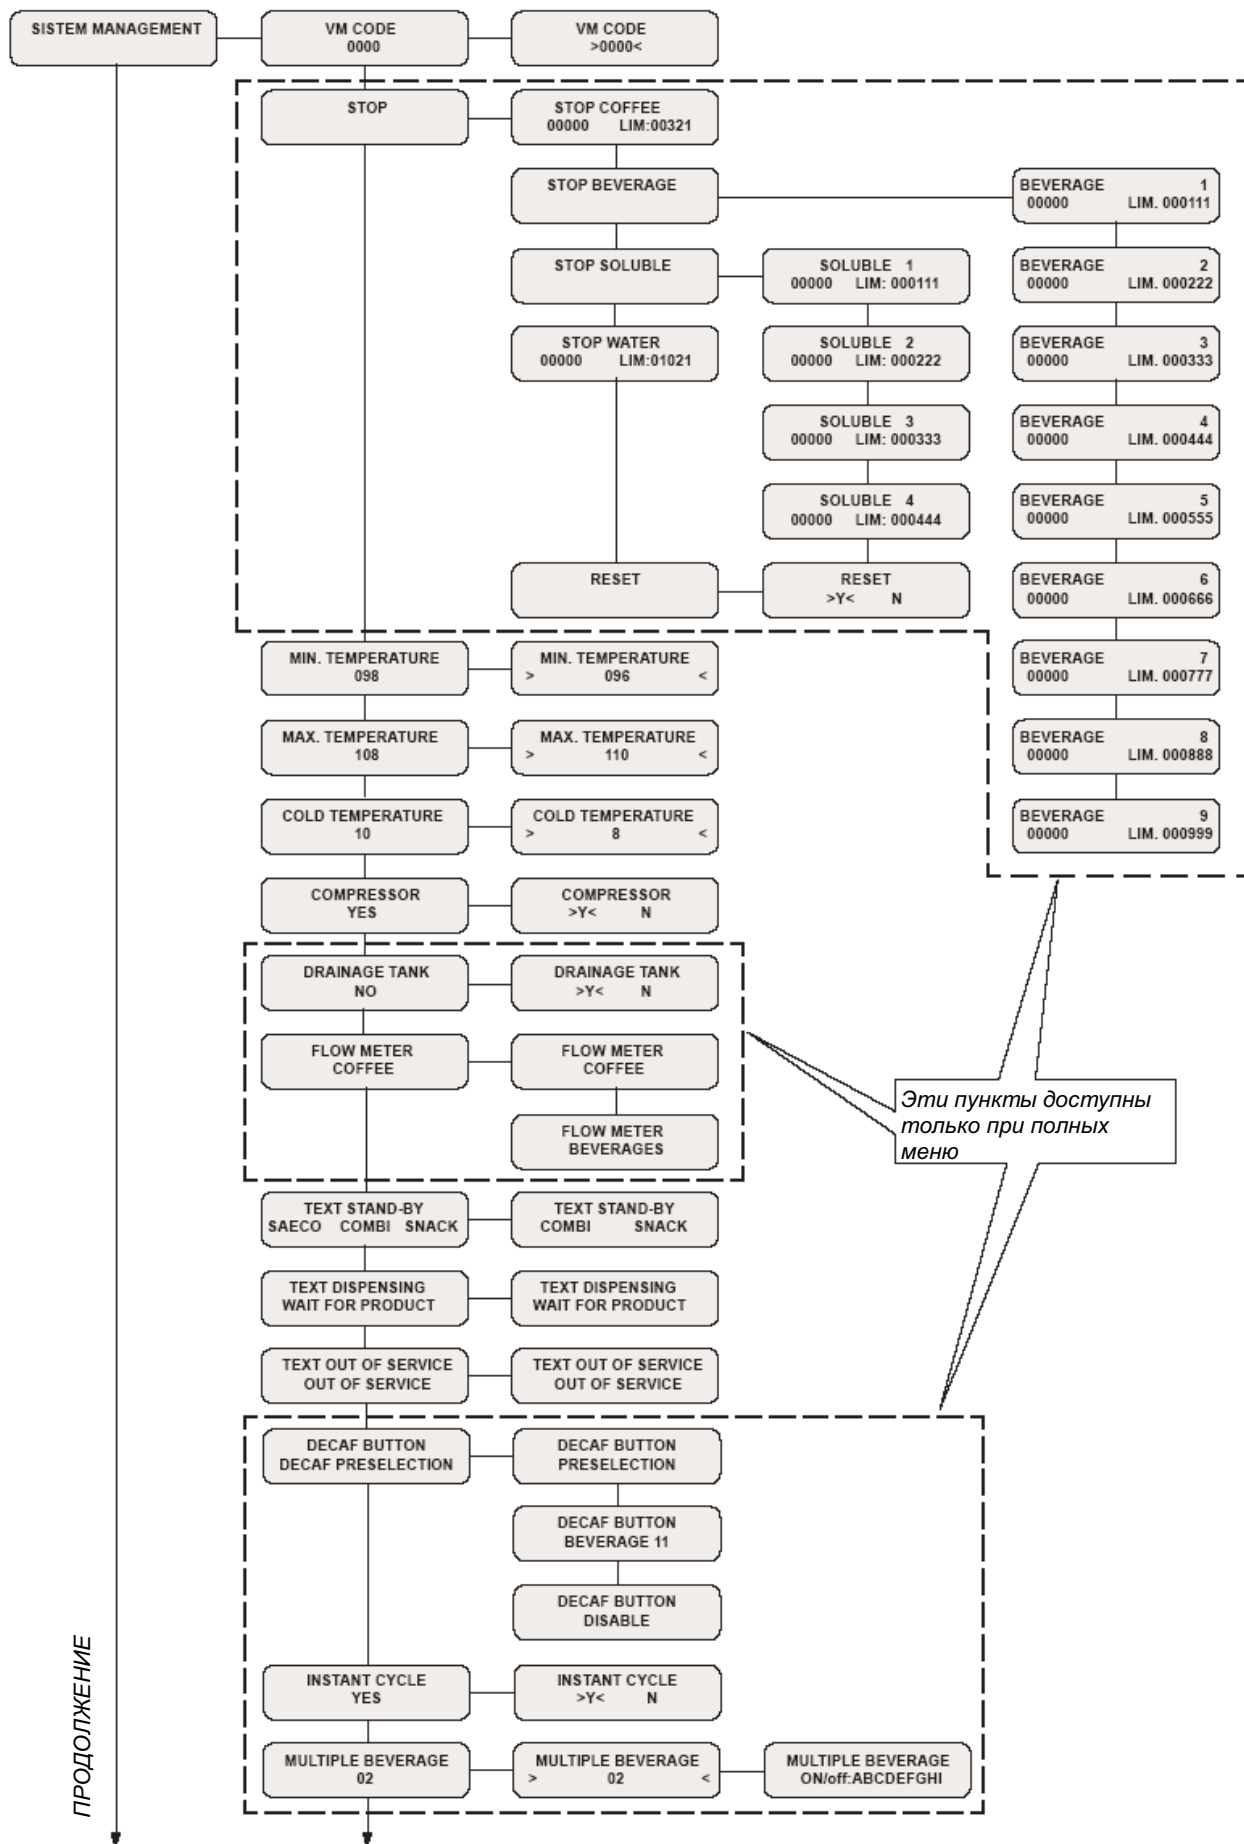 SISTEM MANAGEMENT
VM CODE
0000
VM CODE
>0000<
STOP
STOP COFFEE
00000 LIM:00321
STOP BEVERAGE
BEVERAGE 1
00000 LIM. 000111
STOP SOLUBLE
SOLUBLE 1
00000 LIM: 000111
BEVERAGE 2
00000 LIM. 000222
STOP WATER
00000 LIM:01021
SOLUBLE 2
00000 LIM: 000222
BEVERAGE 3
00000 LIM. 000333
SOLUBLE 3
00000 LIM: 000333
BEVERAGE 4
00000 LIM. 000444
SOLUBLE 4
00000 LIM: 000444
BEVERAGE 5
00000 LIM. 000555
RESET
RESET
>Y< N
BEVERAGE 6
00000 LIM. 000666
MIN. TEMPERATURE
098
MIN. TEMPERATURE
> 096 <
BEVERAGE 7
00000 LIM. 000777
MAX. TEMPERATURE
108
MAX. TEMPERATURE
> 110 <
BEVERAGE 8
00000 LIM. 000888
COLD TEMPERATURE
10
COLD TEMPERATURE
> 8 <
BEVERAGE 9
00000 LIM. 000999
COMPRESSOR
YES
COMPRESSOR
>Y< N
DRAINAGE TANK
NO
DRAINAGE TANK
>Y< N
FLOW METER
COFFEE
FLOW METER
COFFEE
Эти пункты доступны
только при полных
меню
FLOW METER
BEVERAGES
TEXT STAND-BY
SAECO COMBI SNACK
TEXT STAND-BY
COMBI SNACK
TEXT DISPENSING
WAIT FOR PRODUCT
TEXT DISPENSING
WAIT FOR PRODUCT
TEXT OUT OF SERVICE
OUT OF SERVICE
TEXT OUT OF SERVICE
OUT OF SERVICE
DECAF BUTTON
DECAF PRESELECTION
DECAF BUTTON
PRESELECTION
DECAF BUTTON
BEVERAGE 11
DECAF BUTTON
DISABLE
INSTANT CYCLE
YES
INSTANT CYCLE
>Y< N
MULTIPLE BEVERAGE
02
MULTIPLE BEVERAGE
> 02 <
MULTIPLE BEVERAGE
ON/off:ABCDEFGHI
ПРОДОЛЖЕНИЕ